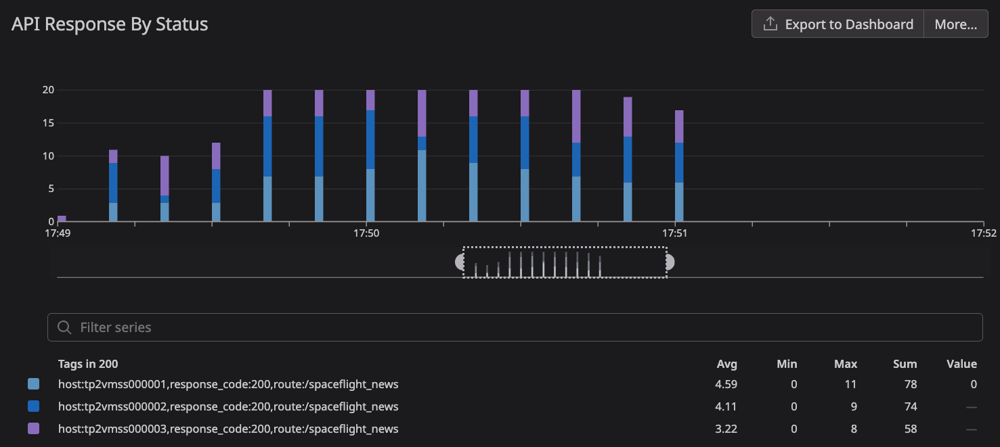 API Response By Status
Export to Dashboard More...
20
15
10
5
0
17:49 17:50 17:51 17:52
Filter series
Tags in 200 Avg Min Max Sum Value
host:tp2vmss000001,response_code:200,route:/spaceflight_news 4.59 0 11 78 0
host:tp2vmss000002,response_code:200,route:/spaceflight_news 4.11 0 9 74 —
host:tp2vmss000003,response_code:200,route:/spaceflight_news 3.22 0 8 58 —